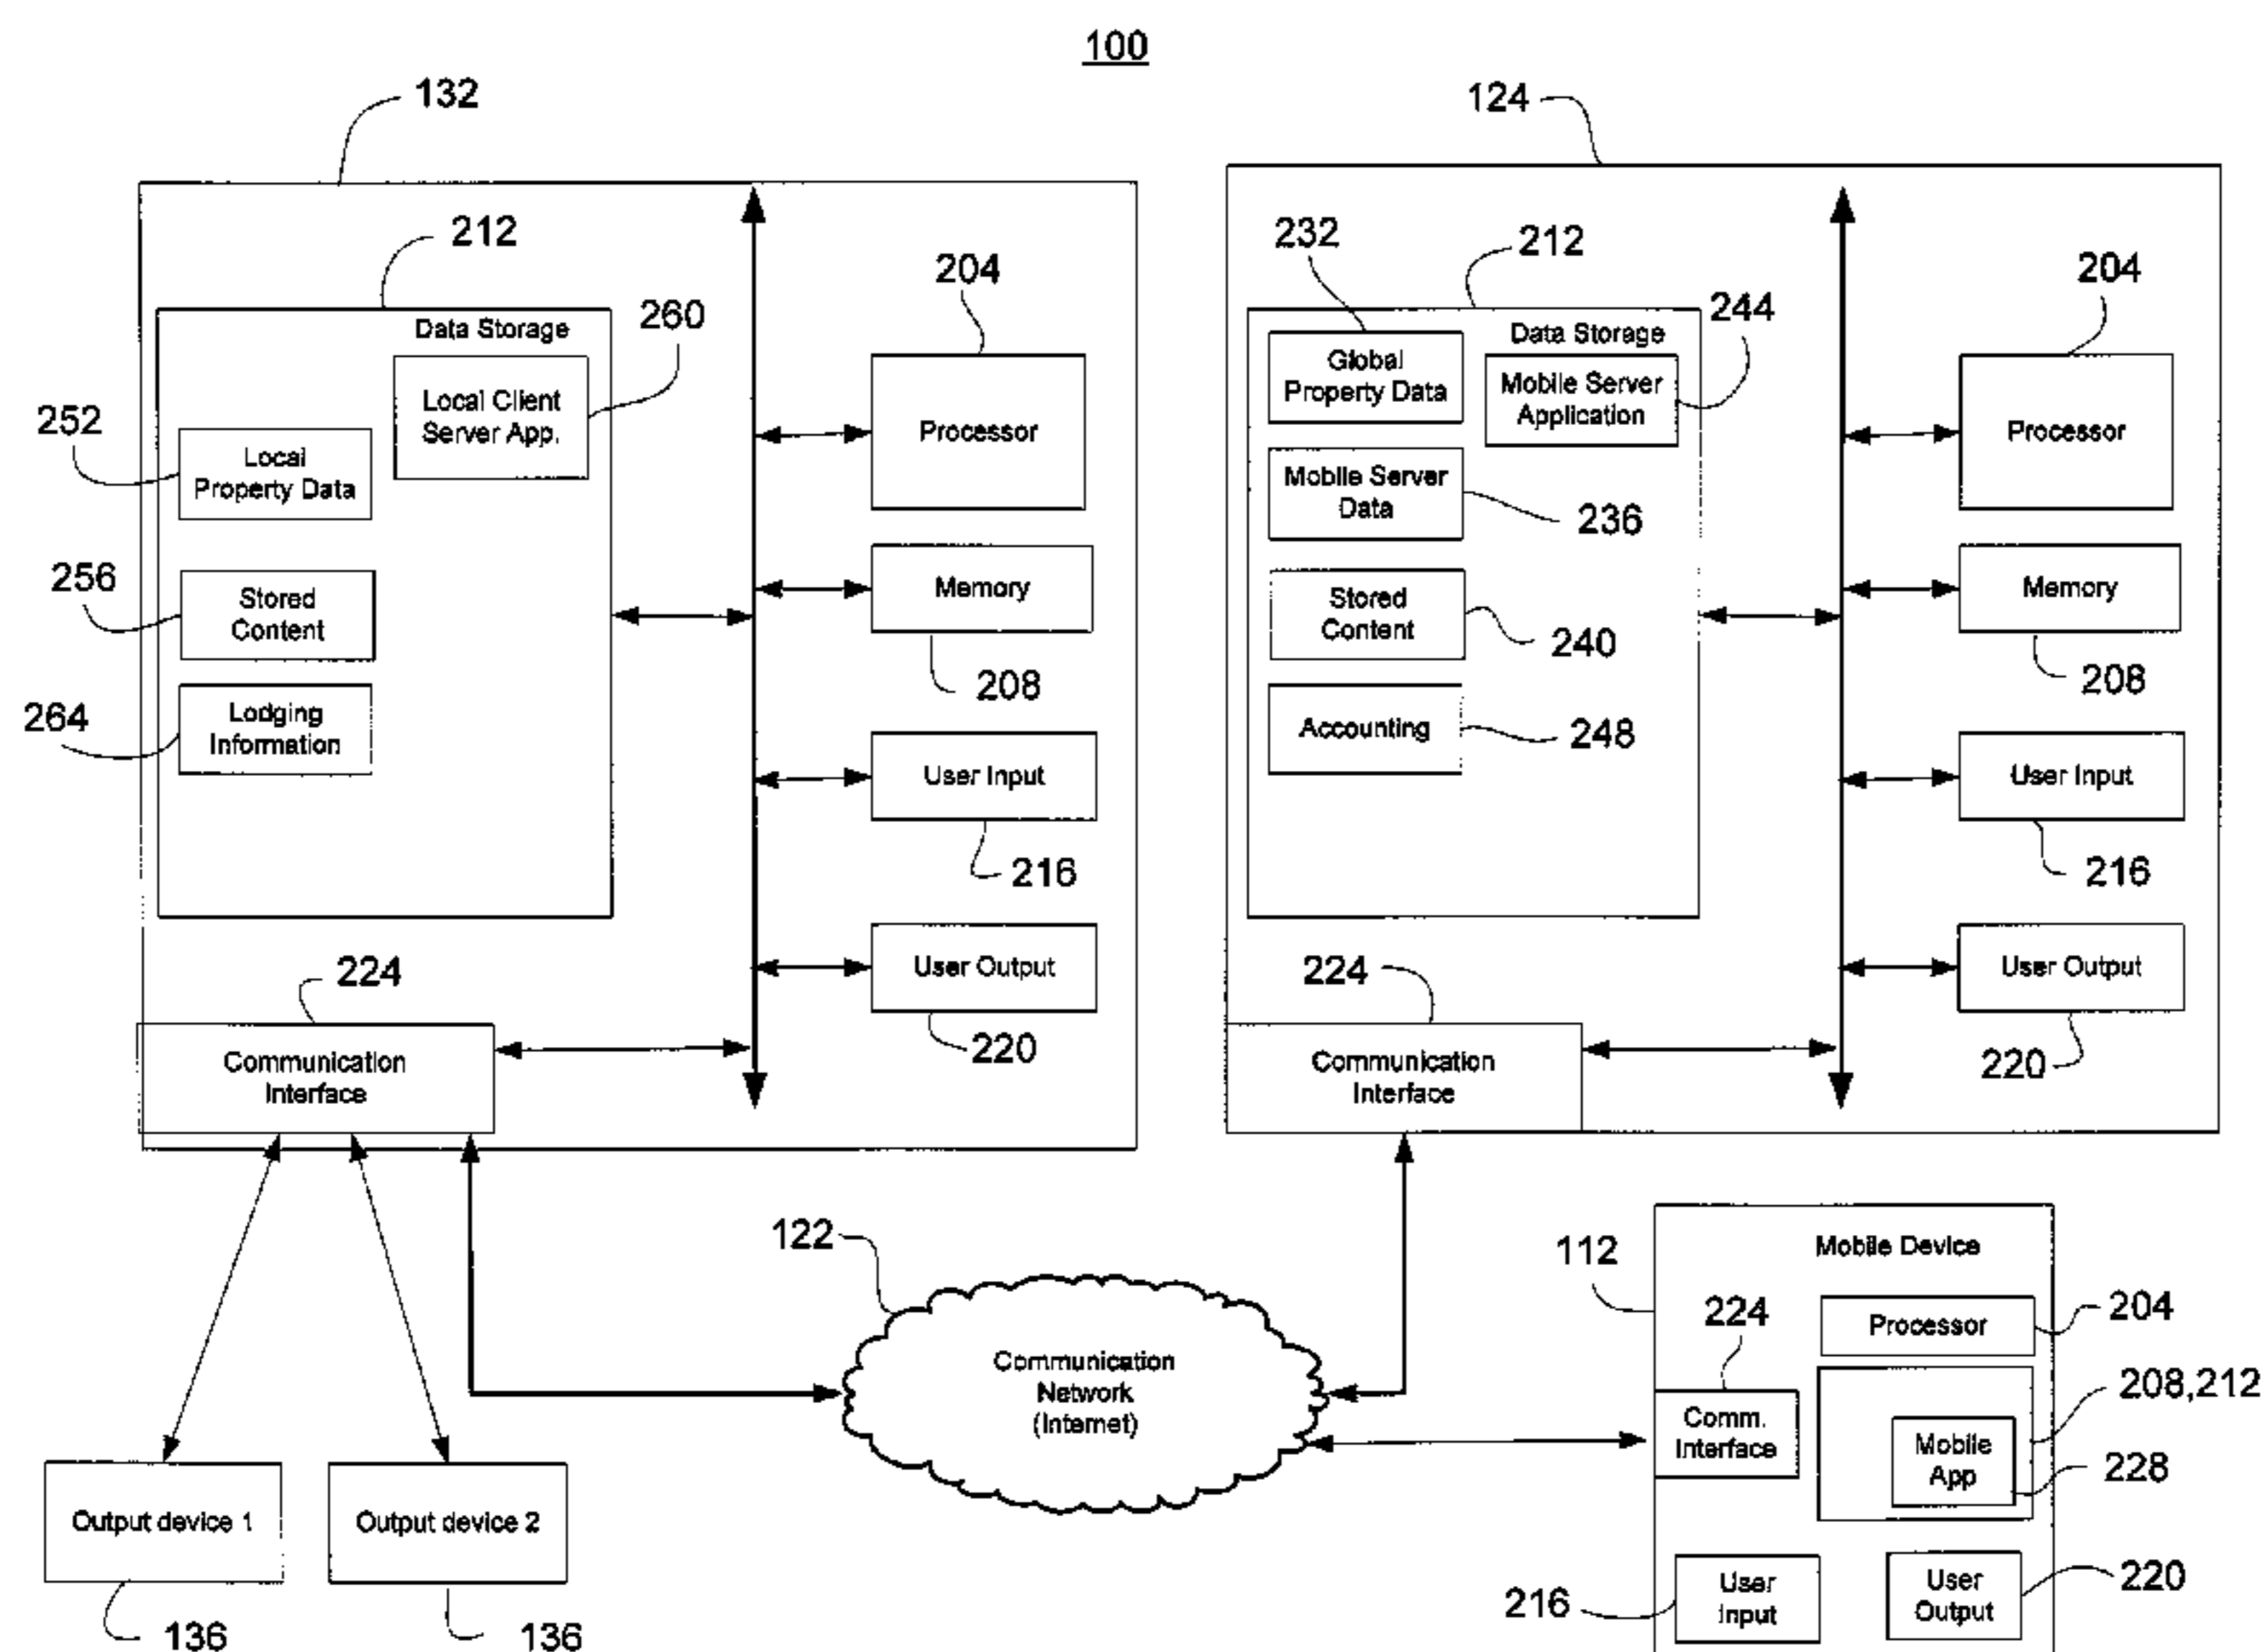 100
132
124
212
232
212
204
204
260
244
Data Storage
Local Client
Server App.
252
Local
Property Data
Processor
Global
Property Data
Data Storage
Mobile Server
Application
Processor
Mobile Server
Data
236
256
Stored
Content
Memory
208
Stored
Content
240
Memory
208
264
Lodging
Information
User Input
216
Accounting
248
User Input
216
User Output
220
User Output
220
224
Communication
Interface
224
Communication
Interface
122
Communication
Network
(Internet)
112
Mobile Device
224
Processor
204
Comm.
Interface
208,212
Mobile
App
228
Output device 1
Output device 2
136
136
216
User
Input
User
Output
220